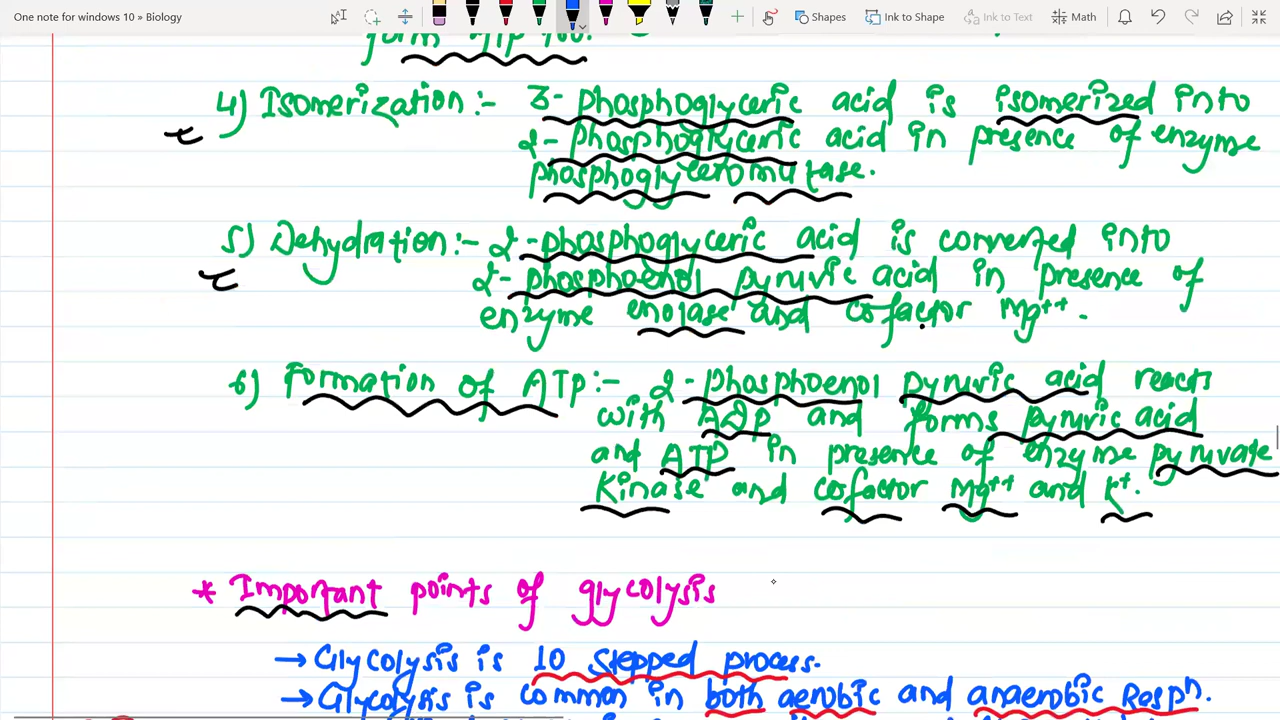 One note for windows 10 » Biology
Shapes Ink to Shape Ink to Text Math
form ATP too.
4) Isomerization :- 3-phosphoglyceric acid is isomerized into
2-phosphoglyceric acid in presence of enzyme
phosphoglyceromutase.
5) Dehydration :- 2-phosphoglyceric acid is converted into
2-phosphoenol pyruvic acid in presence of
enzyme enolase and cofactor Mg++.
6) Formation of ATP :- 2-phosphoenol pyruvic acid reacts
with ADP and forms pyruvic acid
and ATP in presence of enzyme pyruvate
Kinase and cofactor Mg++ and K+.
* Important points of glycolysis
→ Glycolysis is 10 stepped process.
→ Glycolysis is common in both aerobic and anaerobic Respn.